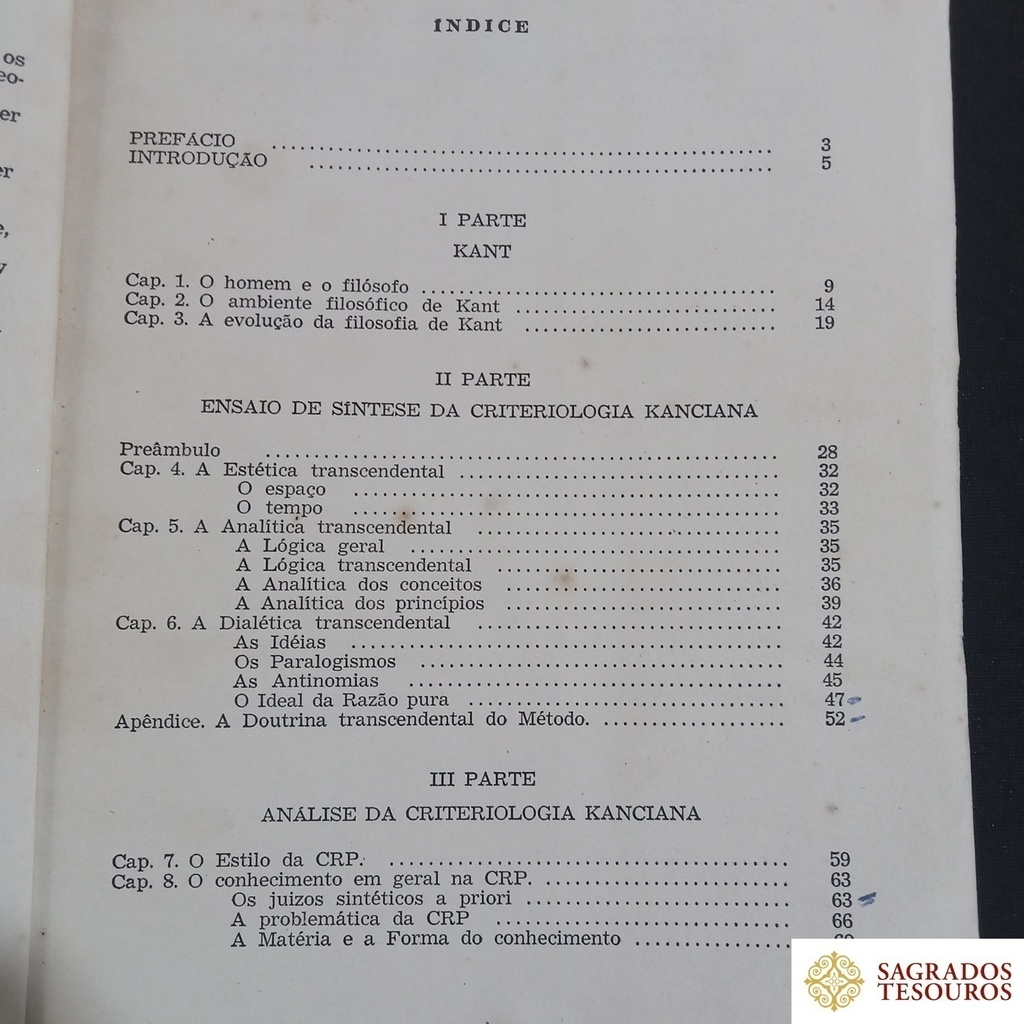 ÍNDICE
os
eo-
er
er
e,
y
PREFÁCIO ........ 3
INTRODUÇÃO ........ 5
I PARTE
KANT
Cap. 1. O homem e o filósofo ........ 9
Cap. 2. O ambiente filosófico de Kant ........ 14
Cap. 3. A evolução da filosofia de Kant ........ 19
II PARTE
ENSAIO DE SÍNTESE DA CRITERIOLOGIA KANCIANA
Preâmbulo ........ 28
Cap. 4. A Estética transcendental ........ 32
O espaço ........ 32
O tempo ........ 33
Cap. 5. A Analítica transcendental ........ 35
A Lógica geral ........ 35
A Lógica transcendental ........ 35
A Analítica dos conceitos ........ 36
A Analítica dos princípios ........ 39
Cap. 6. A Dialética transcendental ........ 42
As Idéias ........ 42
Os Paralogismos ........ 44
As Antinomias ........ 45
O Ideal da Razão pura ........ 47
Apêndice. A Doutrina transcendental do Método. ........ 52
III PARTE
ANÁLISE DA CRITERIOLOGIA KANCIANA
Cap. 7. O Estilo da CRP. ........ 59
Cap. 8. O conhecimento em geral na CRP. ........ 63
Os juizos sintéticos a priori ........ 63
A problemática da CRP ........ 66
A Matéria e a Forma do conhecimento ........
SAGRADOS
TESOUROS